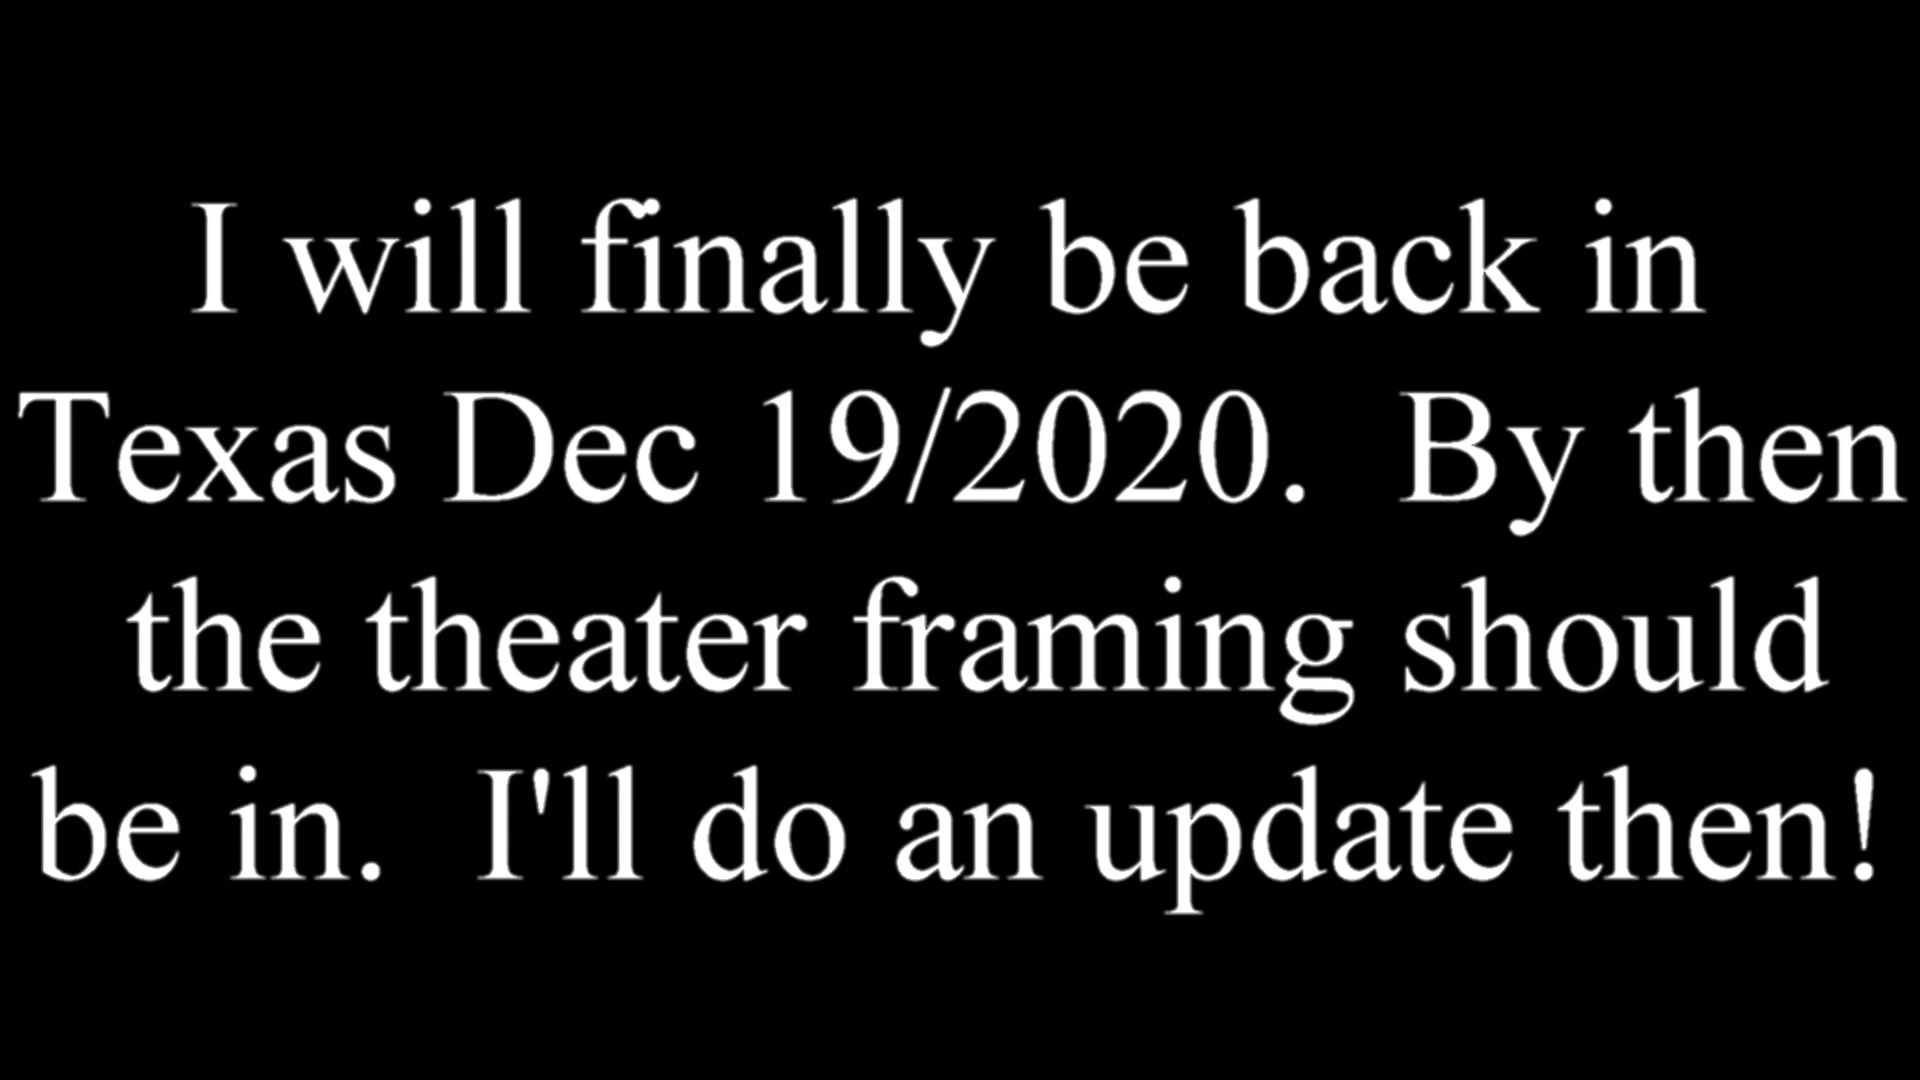 I will finally be back in
Texas Dec 19/2020.  By then
the theater framing should
be in.  I'll do an update then!